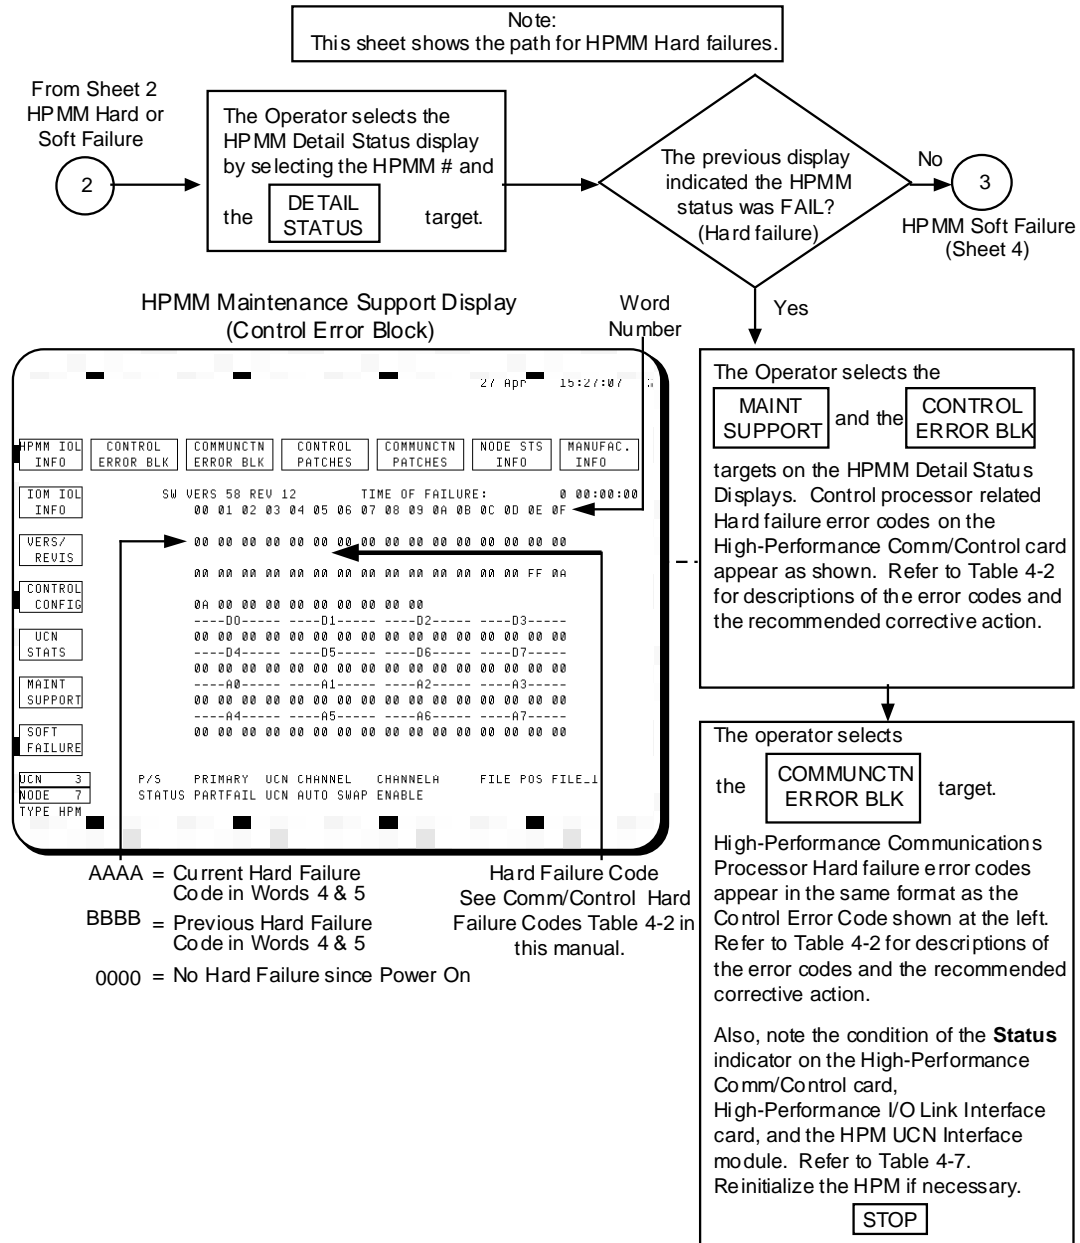 Note:
This sheet shows the path for HPMM Hard failures.
From Sheet 2
HPMM Hard or
Soft Failure
2
The Operator selects the
HPMM Detail Status display
by selecting the HPMM # and
the DETAIL STATUS target.
The previous display
indicated the HPMM
status was FAIL?
(Hard failure)
No
3
HPMM Soft Failure
(Sheet 4)
Yes
HPMM Maintenance Support Display
(Control Error Block)
Word
Number
27 Apr 15:27:07
HPMM IOL INFO
CONTROL ERROR BLK
COMMUNCTN ERROR BLK
CONTROL PATCHES
COMMUNCTN PATCHES
NODE STS INFO
MANUFAC. INFO
IOM IOL INFO
VERS/ REVIS
CONTROL CONFIG
UCN STATS
MAINT SUPPORT
SOFT FAILURE
UCN 3
NODE 7
TYPE HPM
SW VERS 58 REV 12 TIME OF FAILURE: 0 00:00:00
00 01 02 03 04 05 06 07 08 09 0A 0B 0C 0D 0E 0F
00 00 00 00 00 00 00 00 00 00 00 00 00 00 00 00
00 00 00 00 00 00 00 00 00 00 00 00 00 00 FF 0A
0A 00 00 00 00 00 00 00 00 00
----D0----- ----D1----- ----D2----- ----D3-----
00 00 00 00 00 00 00 00 00 00 00 00 00 00 00 00
----D4----- ----D5----- ----D6----- ----D7-----
00 00 00 00 00 00 00 00 00 00 00 00 00 00 00 00
----A0----- ----A1----- ----A2----- ----A3-----
00 00 00 00 00 00 00 00 00 00 00 00 00 00 00 00
----A4----- ----A5----- ----A6----- ----A7-----
00 00 00 00 00 00 00 00 00 00 00 00 00 00 00 00
P/S PRIMARY UCN CHANNEL CHANNELA FILE POS FILE_1
STATUS PARTFAIL UCN AUTO SWAP ENABLE
AAAA = Current Hard Failure
Code in Words 4 & 5
BBBB = Previous Hard Failure
Code in Words 4 & 5
0000 = No Hard Failure since Power On
Hard Failure Code
See Comm/Control Hard
Failure Codes Table 4-2 in
this manual.
The Operator selects the
MAINT SUPPORT and the CONTROL ERROR BLK
targets on the HPMM Detail Status
Displays. Control processor related
Hard failure error codes on the
High-Performance Comm/Control card
appear as shown. Refer to Table 4-2
for descriptions of the error codes and
the recommended corrective action.
The operator selects
the COMMUNCTN ERROR BLK target.
High-Performance Communications
Processor Hard failure error codes
appear in the same format as the
Control Error Code shown at the left.
Refer to Table 4-2 for descriptions of
the error codes and the recommended
corrective action.
Also, note the condition of the Status
indicator on the High-Performance
Comm/Control card,
High-Performance I/O Link Interface
card, and the HPM UCN Interface
module. Refer to Table 4-7.
Reinitialize the HPM if necessary.
STOP